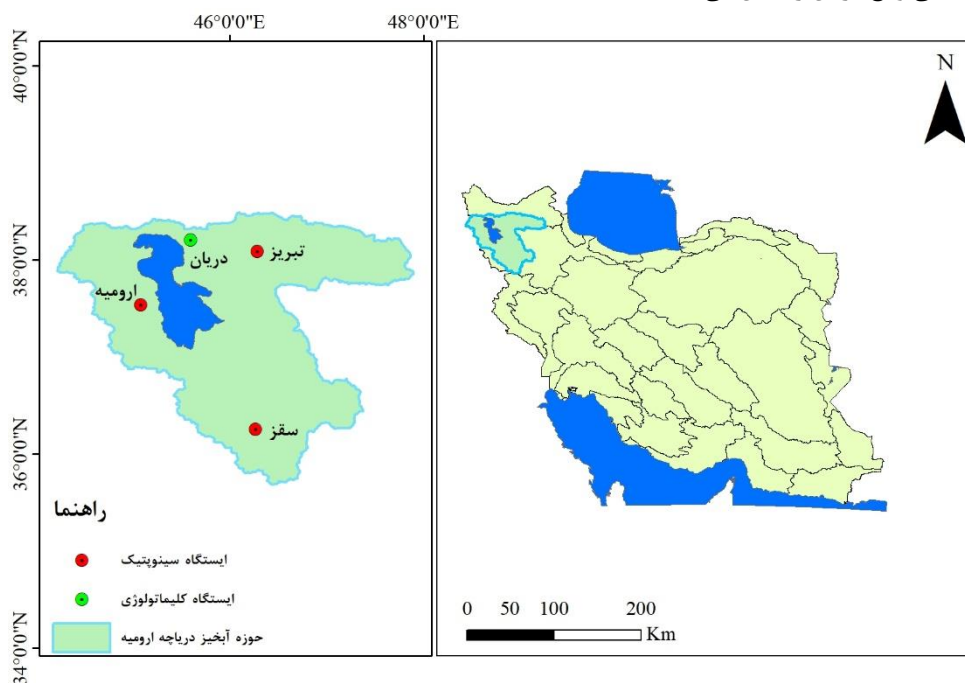 46°0'0"E 48°0'0"E
40°0'0"N
38°0'0"N
36°0'0"N
34°0'0"N
تبریز
دریان
ارومیه
سقز
راهنما
ایستگاه سینوپتیک
ایستگاه کلیماتولوژی
حوزه آبخیز دریاچه ارومیه
N
0 50 100 200
Km